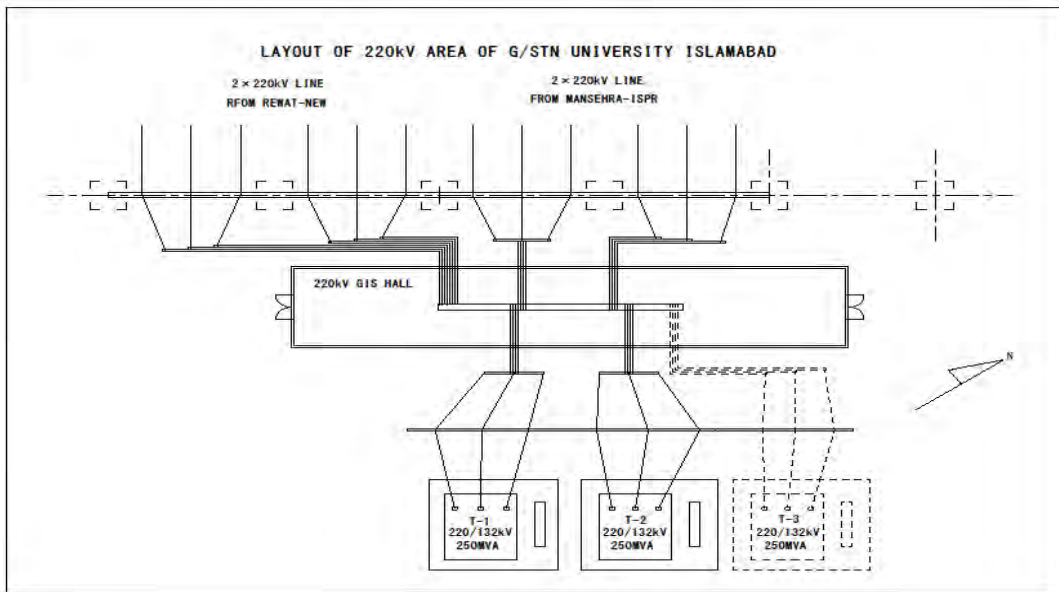 LAYOUT OF 220kV AREA OF G/STN UNIVERSITY ISLAMABAD
2×220kV LINE
RFOM REWAT-NEW
2×220kV LINE
FROM MANSEHRA-ISPR
220kV GIS HALL
N
T-1
220/132kV
250MVA
T-2
220/132kV
250MVA
T-3
220/132kV
250MVA